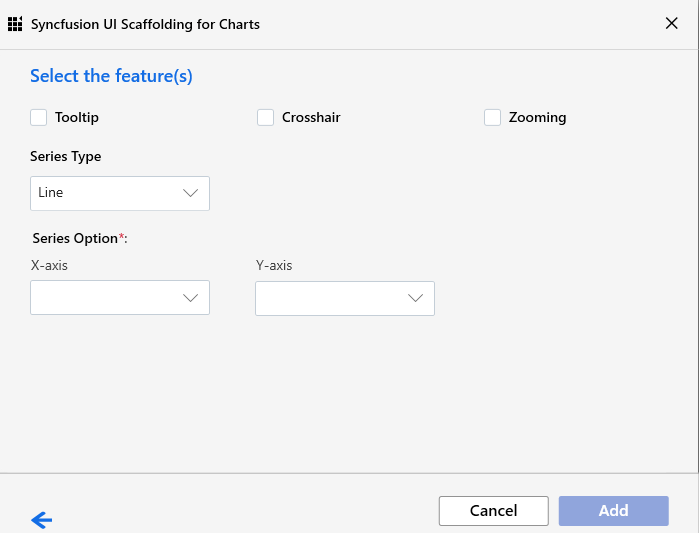 Syncfusion UI Scaffolding for Charts
Select the feature(s)
Tooltip Crosshair Zooming
Series Type
Line
Series Option*:
X-axis Y-axis
Cancel Add